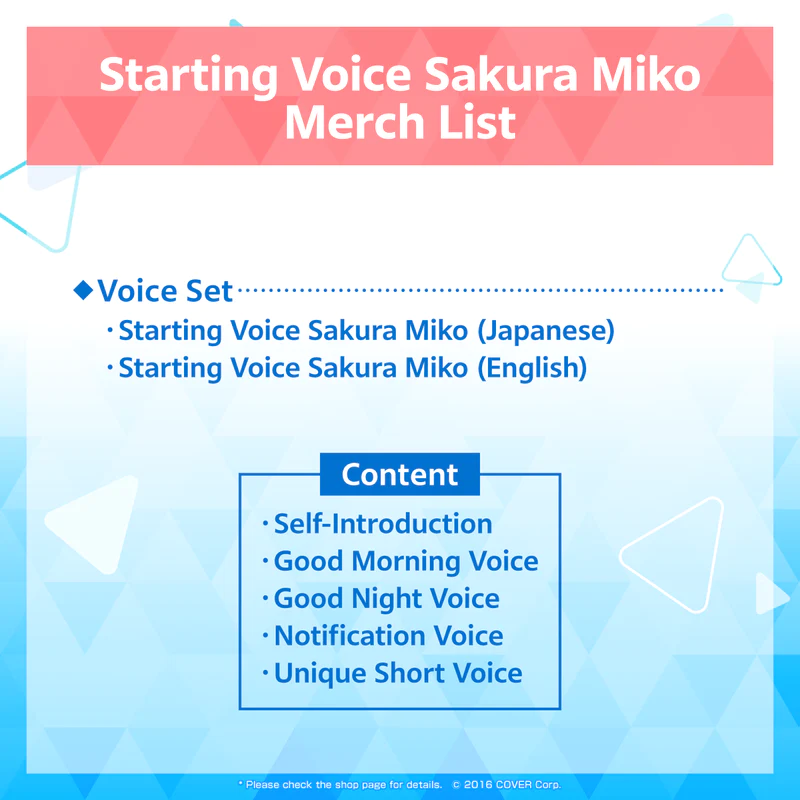 Starting Voice Sakura Miko
Merch List
◆Voice Set
・Starting Voice Sakura Miko (Japanese)
・Starting Voice Sakura Miko (English)
Content
・Self-Introduction
・Good Morning Voice
・Good Night Voice
・Notification Voice
・Unique Short Voice
* Please check the shop page for details. © 2016 COVER Corp.